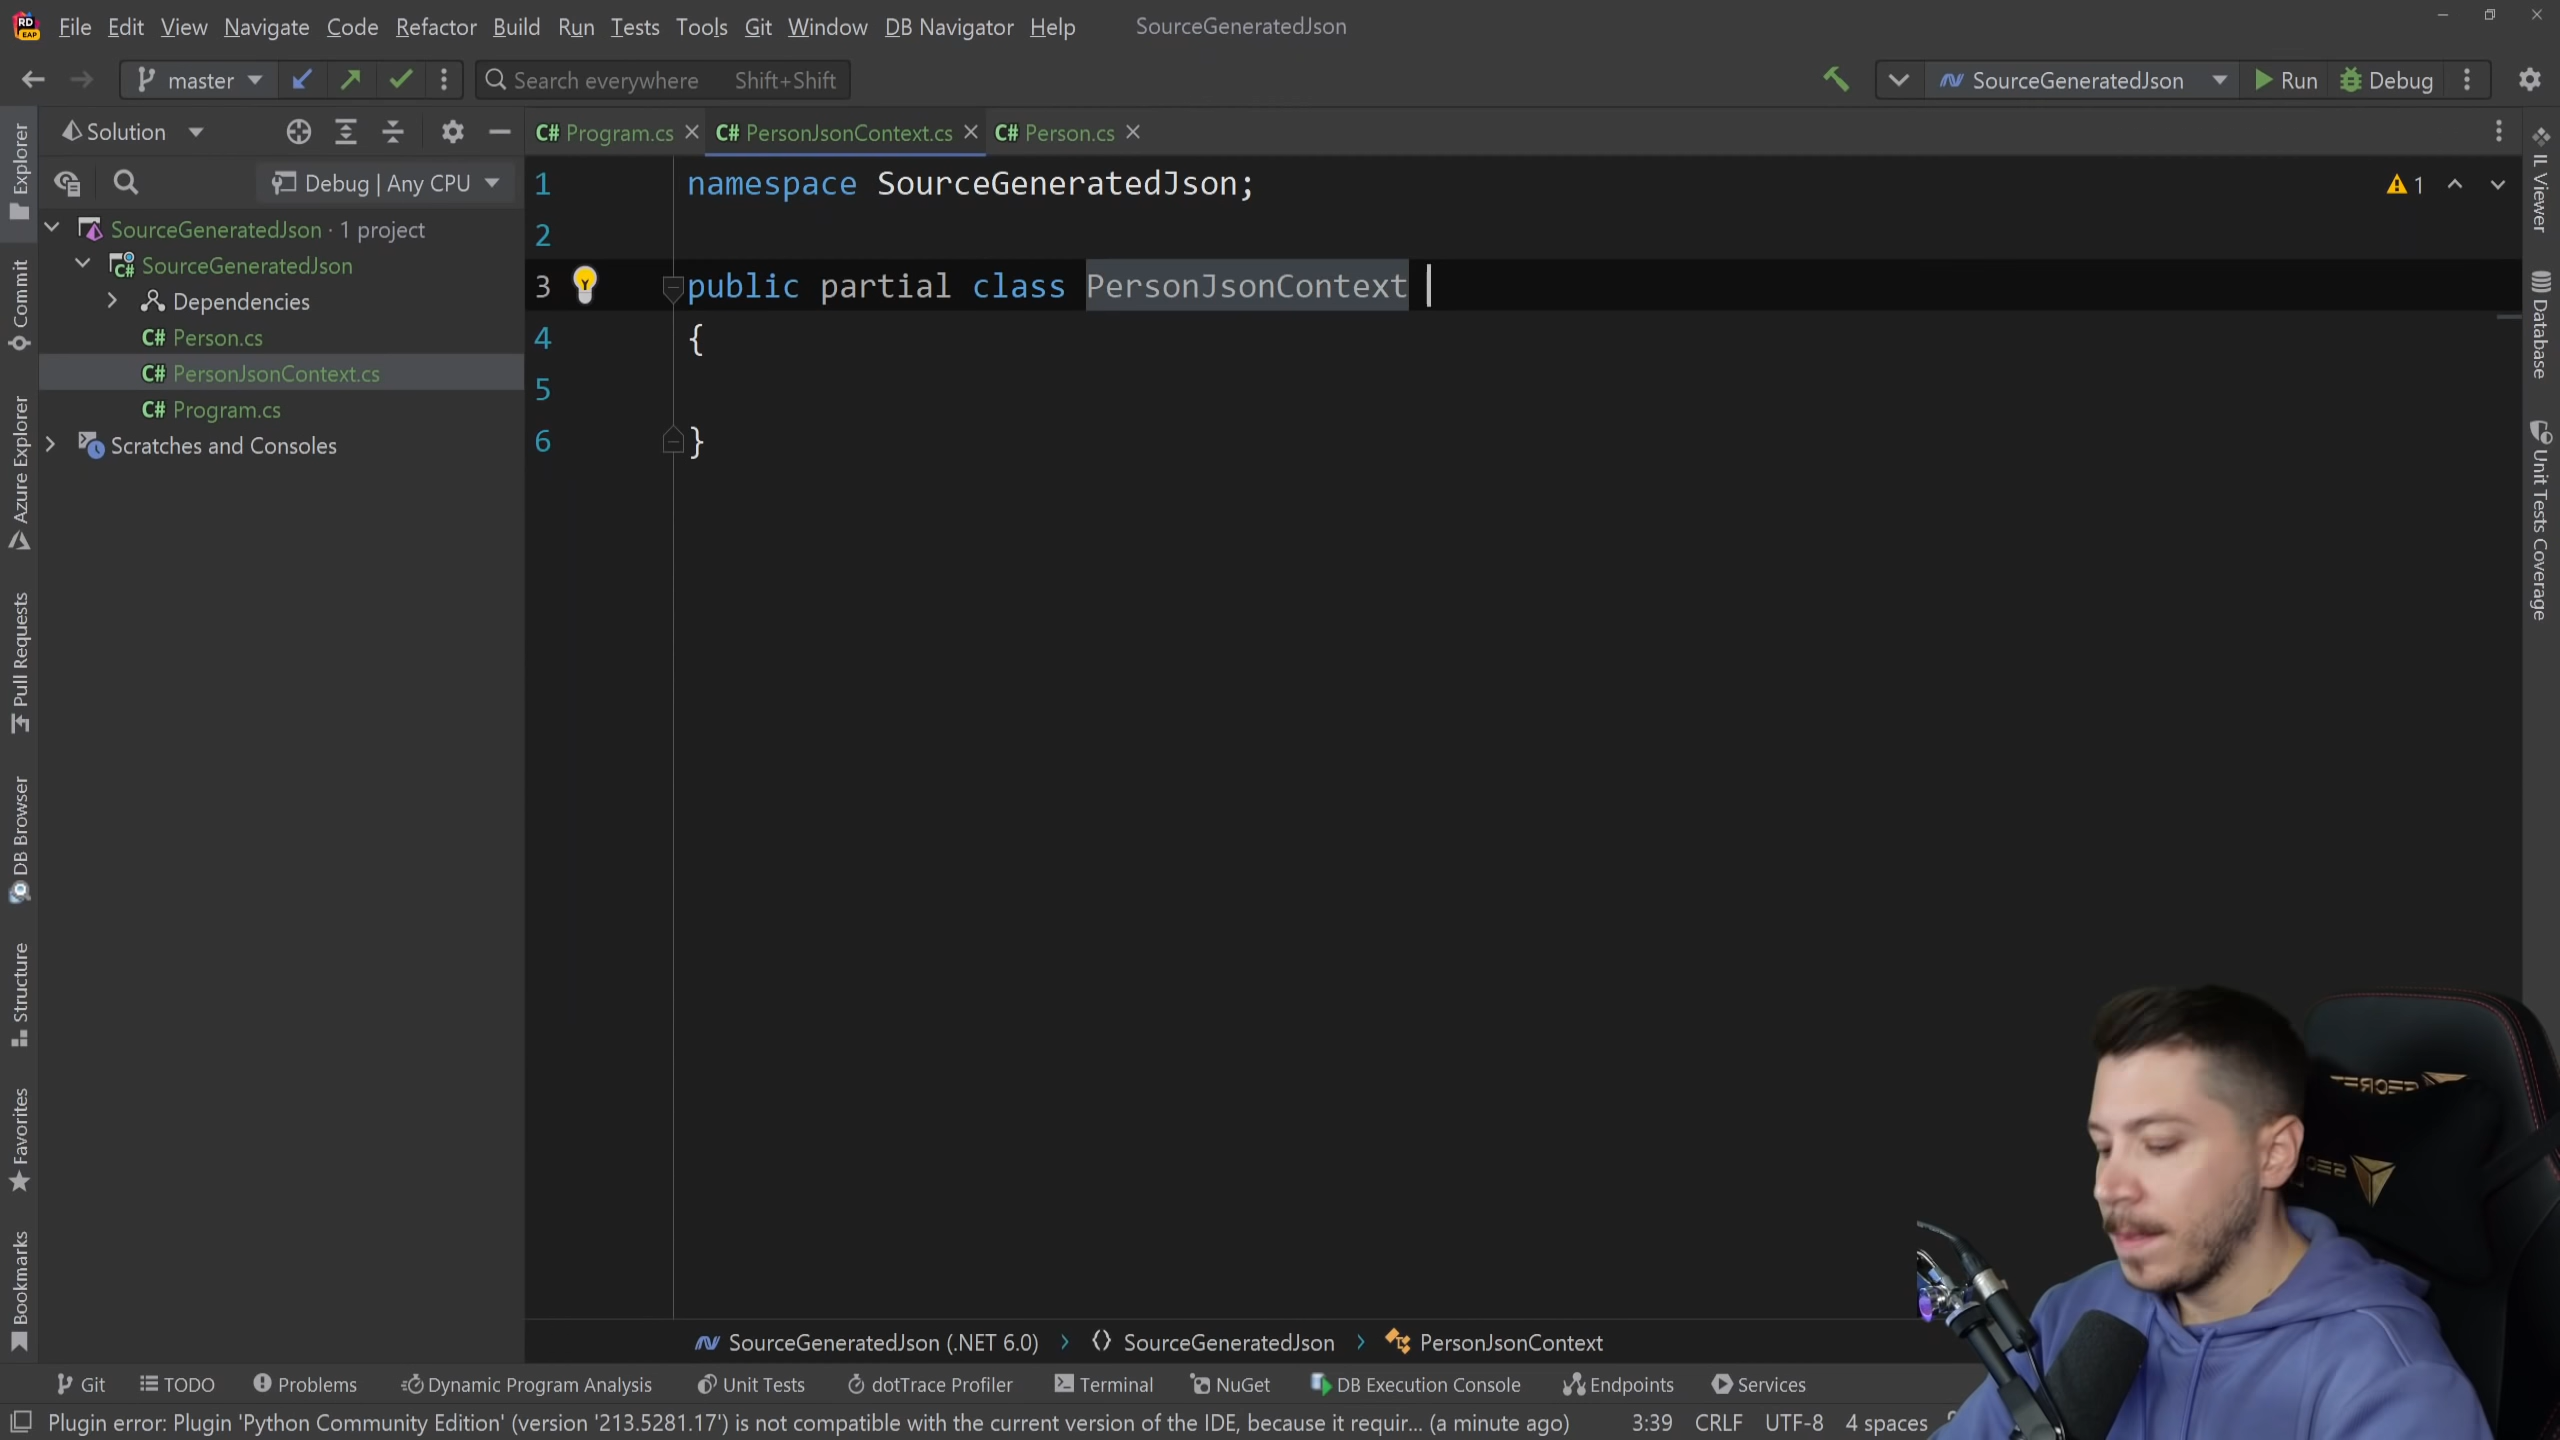 File Edit View Navigate Code Refactor Build Run Tests Tools Git Window DB Navigator Help SourceGeneratedJson
master Search everywhere Shift+Shift SourceGeneratedJson Run Debug
Solution
Debug | Any CPU
SourceGeneratedJson · 1 project
SourceGeneratedJson
Dependencies
C# Person.cs
C# PersonJsonContext.cs
C# Program.cs
Scratches and Consoles
C# Program.cs C# PersonJsonContext.cs C# Person.cs
1 namespace SourceGeneratedJson;
2
3 public partial class PersonJsonContext
4 {
5
6 }
1
Explorer
Commit
Azure Explorer
Pull Requests
DB Browser
Structure
Favorites
Bookmarks
IL Viewer
Database
Unit Tests Coverage
SourceGeneratedJson (.NET 6.0) SourceGeneratedJson PersonJsonContext
Git TODO Problems Dynamic Program Analysis Unit Tests dotTrace Profiler Terminal NuGet DB Execution Console Endpoints Services
Plugin error: Plugin 'Python Community Edition' (version '213.5281.17') is not compatible with the current version of the IDE, because it requir... (a minute ago) 3:39 CRLF UTF-8 4 spaces